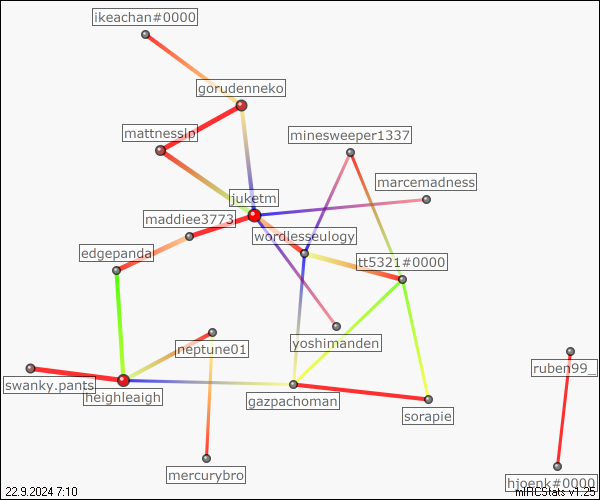 ikeachan#0000
gorudenneko
mattnesslp
minesweeper1337
marcemadness
juketm
maddiee3773
wordlesseulogy
edgepanda
tt5321#0000
neptune01
yoshimanden
ruben99_
swanky.pants
heighleaigh
gazpachoman
sorapie
mercurybro
hjoenk#0000
22.9.2024 7:10
mIRCStats v1.25